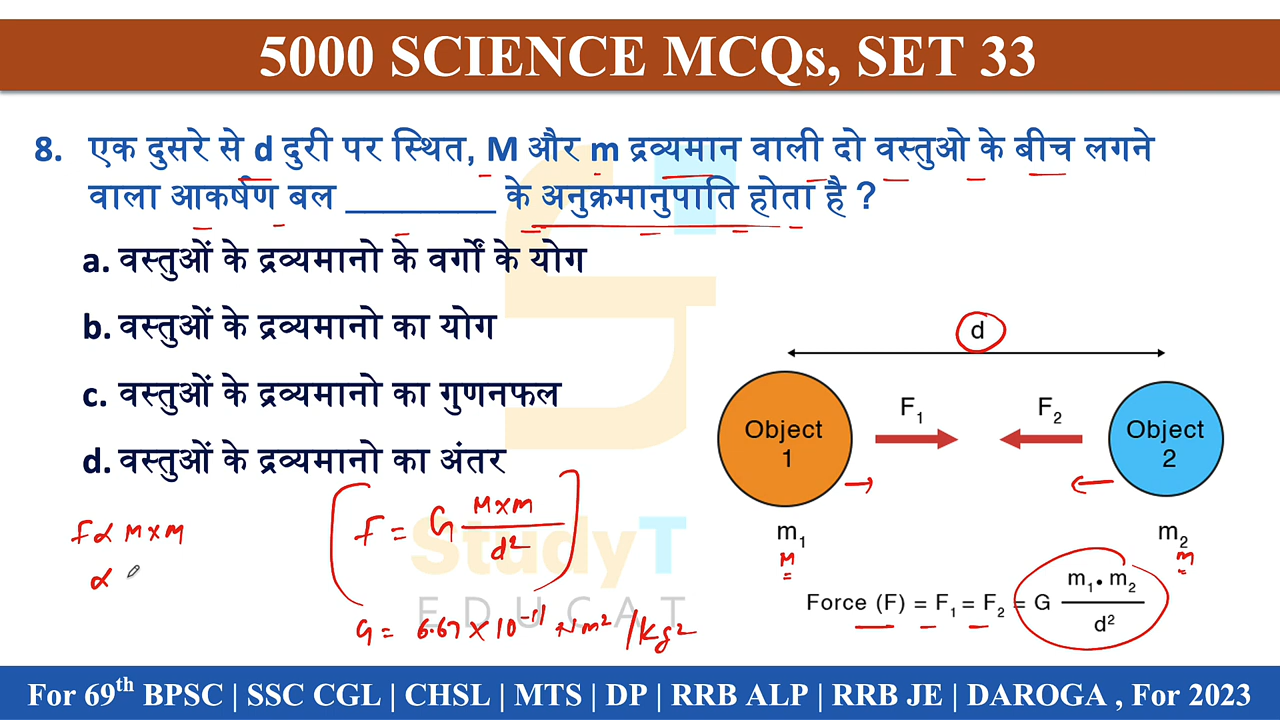 5000 SCIENCE MCQs, SET 33
8. एक दुसरे से d दुरी पर स्थित, M और m द्रव्यमान वाली दो वस्तुओ के बीच लगने
वाला आकर्षण बल __________ के अनुक्रमानुपाति होता है ?
a. वस्तुओं के द्रव्यमानो के वर्गों के योग
b. वस्तुओं के द्रव्यमानो का योग
c. वस्तुओं के द्रव्यमानो का गुणनफल
d. वस्तुओं के द्रव्यमानो का अंतर
d
F₁ F₂
Object 1
Object 2
m₁ m₂
M m
Force (F) = F₁ = F₂ = G m₁•m₂ / d²
F = G M×m / d²
F ∝ M×m
∝
G = 6.67 × 10⁻¹¹ Nm²/kg²
StudyT
EDUCAT
For 69th BPSC | SSC CGL | CHSL | MTS | DP | RRB ALP | RRB JE | DAROGA , For 2023